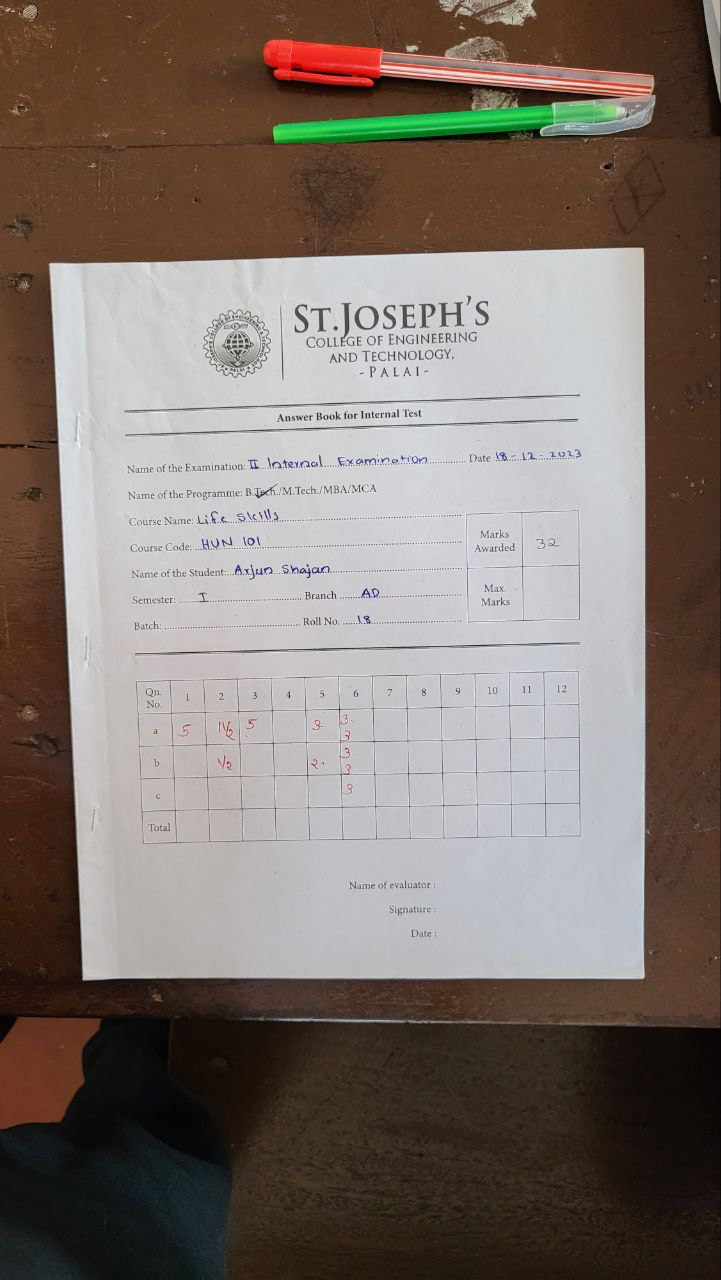 ST.JOSEPH'S
COLLEGE OF ENGINEERING
AND TECHNOLOGY,
- PALAI -
Answer Book for Internal Test
Name of the Examination: II Internal Examination Date 18-12-2023
Name of the Programme: B.Tech./M.Tech./MBA/MCA
Course Name: Life Skills
Course Code: HUN 101
Name of the Student: Arjun Shajan
Semester: I Branch AD
Batch: Roll No. 18
Marks Awarded 32
Max. Marks
Qn. No. 1 2 3 4 5 6 7 8 9 10 11 12
a 5 1½ 5 3 3 3
b ½ 2 3 3
c 3
Total
Name of evaluator :
Signature :
Date :